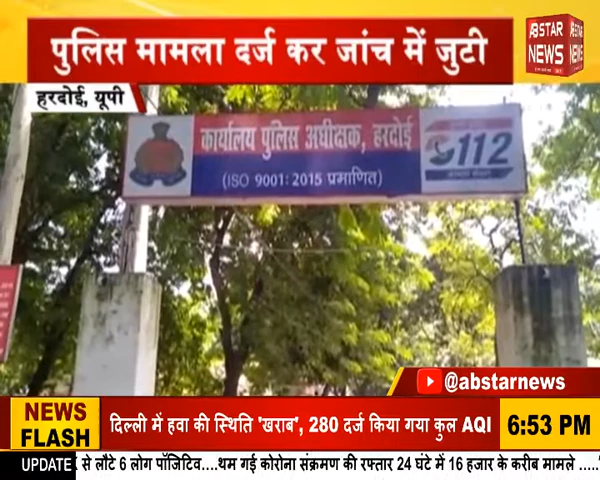 पुलिस मामला दर्ज कर जांच में जुटी
ABSTAR
NEWS
हरदोई, यूपी
कार्यालय पुलिस अधीक्षक, हरदोई
(ISO 9001:2015 प्रमाणित)
112
@abstarnews
NEWS
FLASH
दिल्ली में हवा की स्थिति 'खराब', 280 दर्ज किया गया कुल AQI
6:53 PM
UPDATE
से लौटे 6 लोग पॉजिटिव....थम गई कोरोना संक्रमण की रफ्तार 24 घंटे में 16 हजार के करीब मामले .....